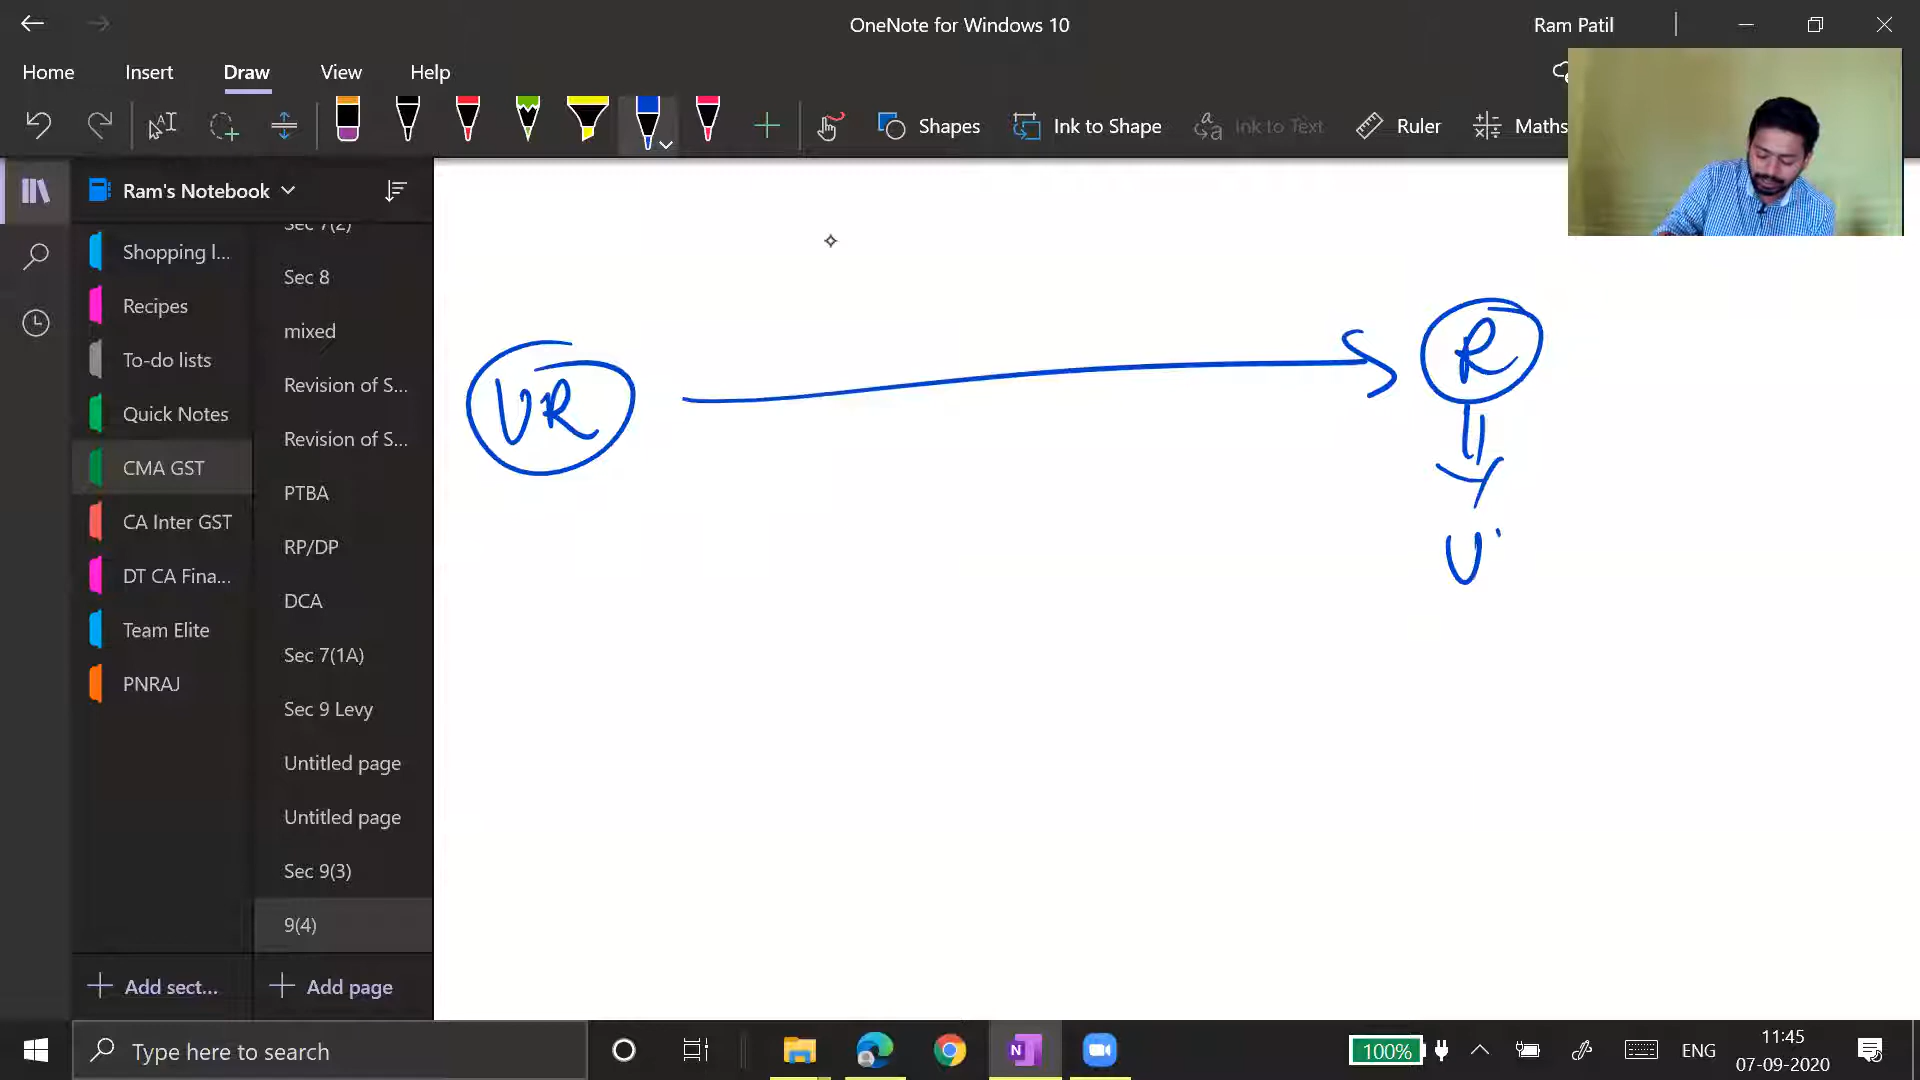 OneNote for Windows 10
Ram Patil
Home Insert Draw View Help
Shapes Ink to Shape Ink to Text Ruler Maths
Ram's Notebook
Shopping l...
Recipes
To-do lists
Quick Notes
CMA GST
CA Inter GST
DT CA Fina...
Team Elite
PNRAJ
Add sect...
Sec 7(2)
Sec 8
mixed
Revision of S...
Revision of S...
PTBA
RP/DP
DCA
Sec 7(1A)
Sec 9 Levy
Untitled page
Untitled page
Sec 9(3)
9(4)
Add page
UR
R
U
Type here to search
100%
ENG
11:45
07-09-2020